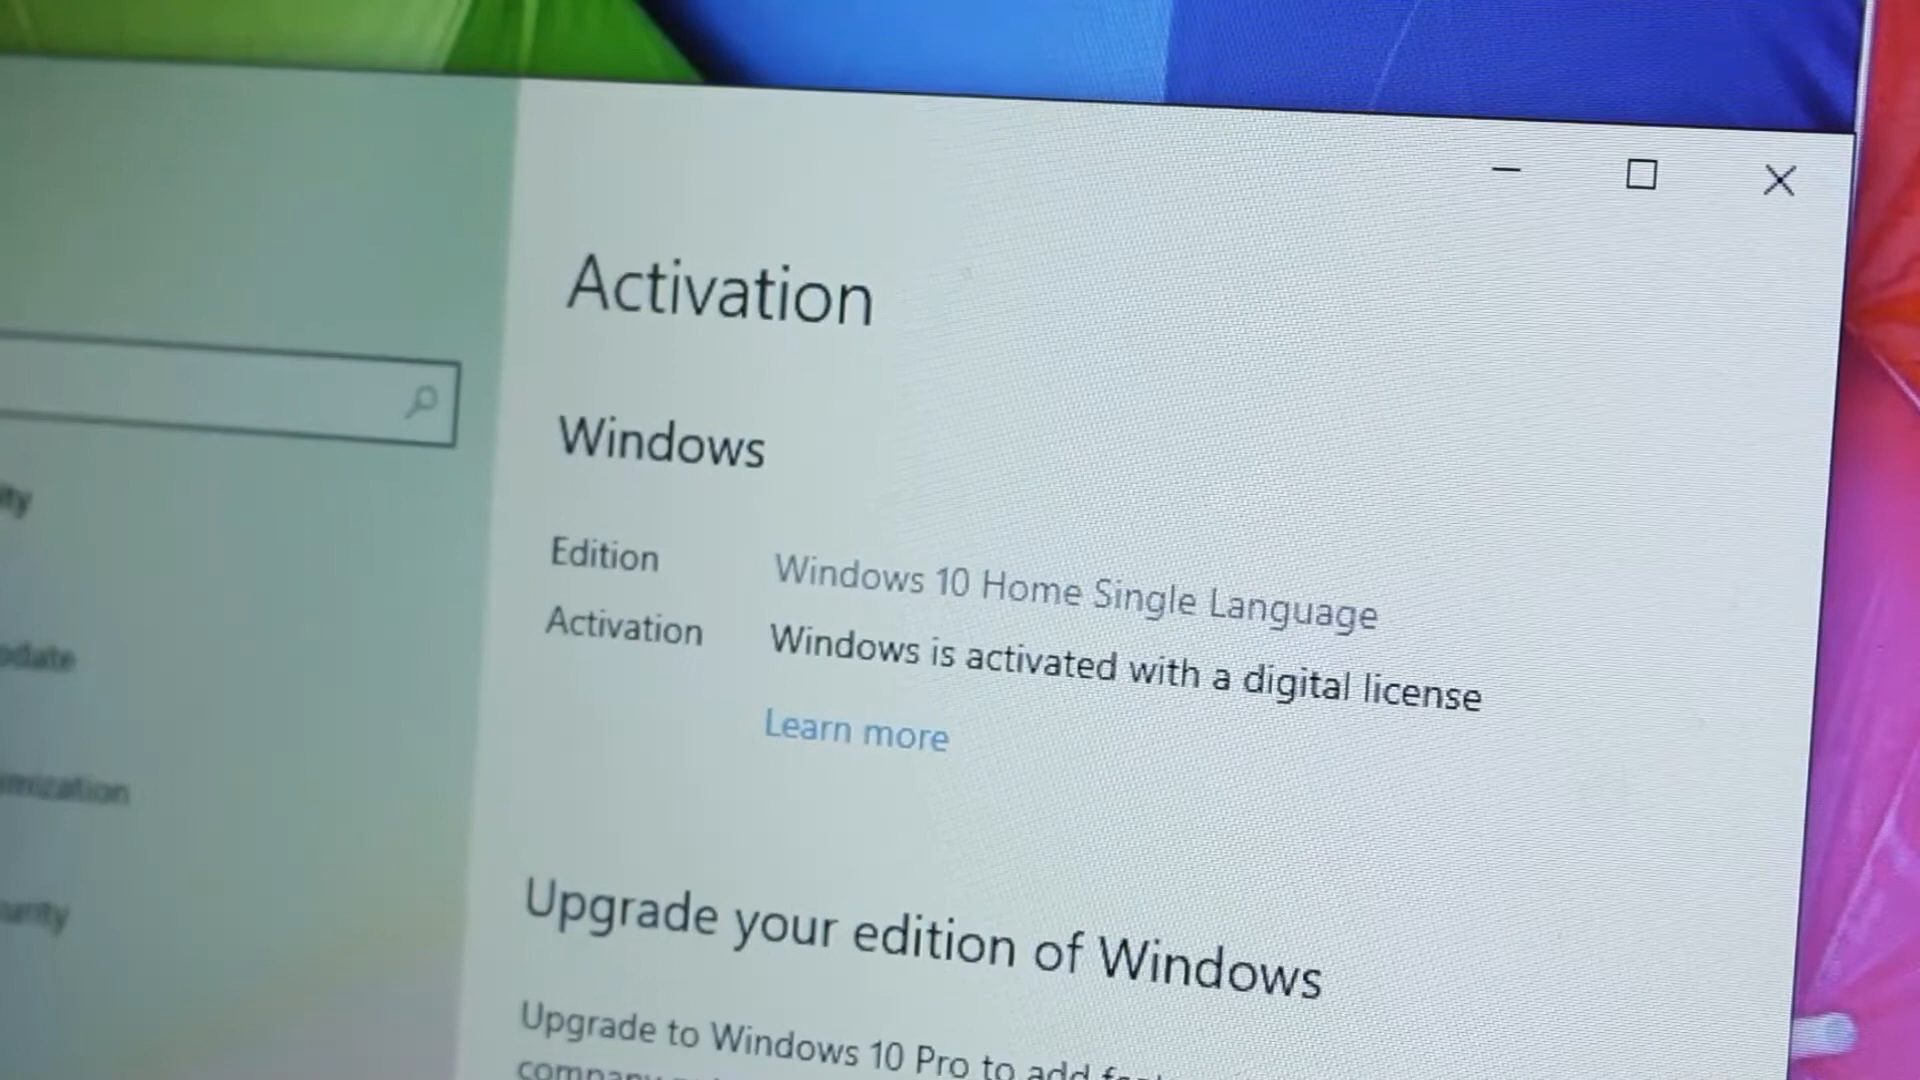 Activation
Windows
Edition Windows 10 Home Single Language
Activation Windows is activated with a digital license
Learn more
Upgrade your edition of Windows
Upgrade to Windows 10 Pro to add